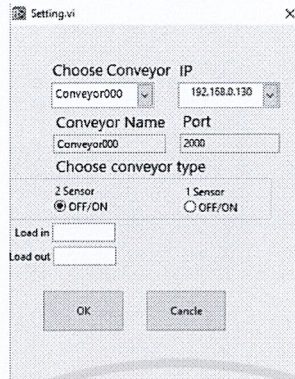 Setting.vi
Choose Conveyor IP
Conveyor000 192.168.0.130
Conveyor Name Port
Conveyor000 2000
Choose conveyor type
2 Sensor 1 Sensor
OFF/ON OFF/ON
Load in
Load out
OK Cancle